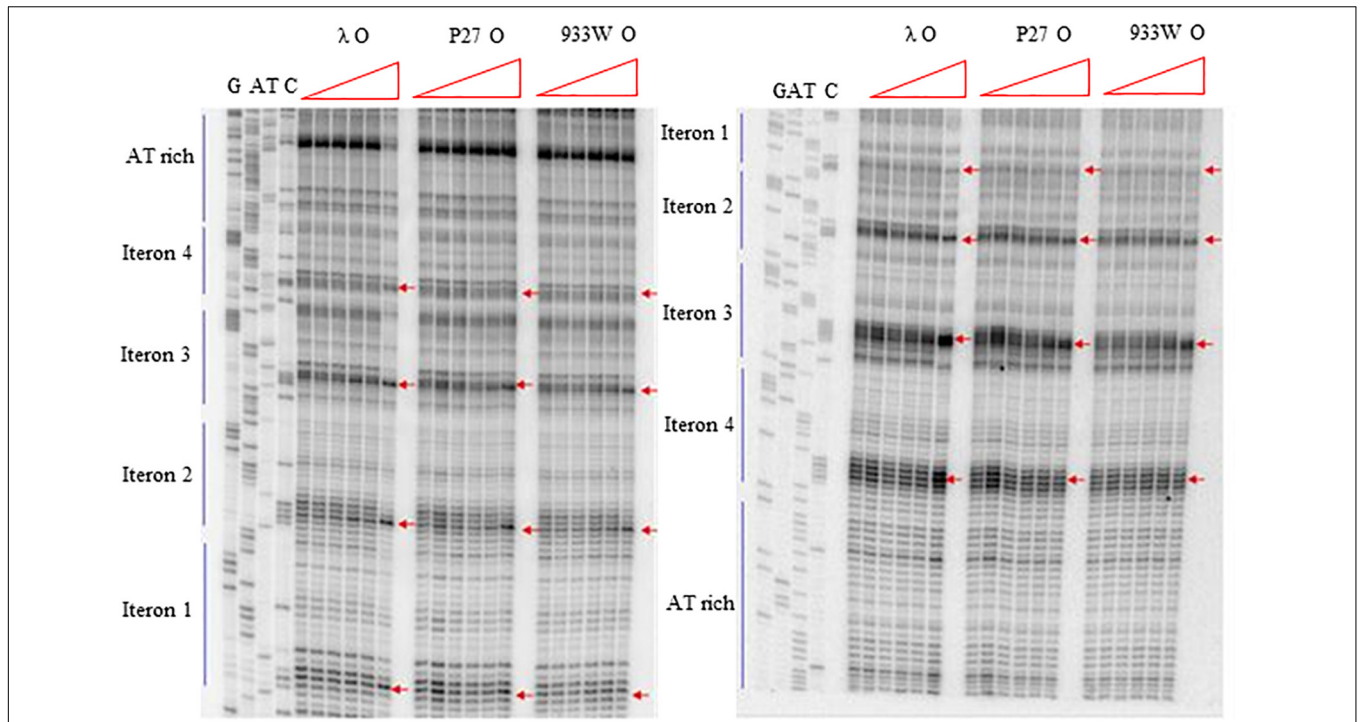 λ O P27 O 933W O
G A T C
AT rich
Iteron 4
Iteron 3
Iteron 2
Iteron 1
λ O P27 O 933W O
GAT C
Iteron 1
Iteron 2
Iteron 3
Iteron 4
AT rich